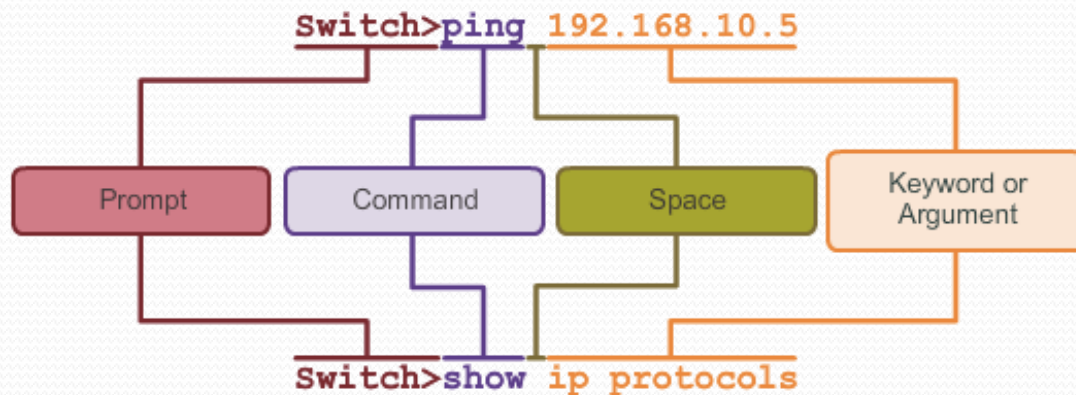 Switch>ping 192.168.10.5
Prompt
Command
Space
Keyword or
Argument
Switch>show ip protocols